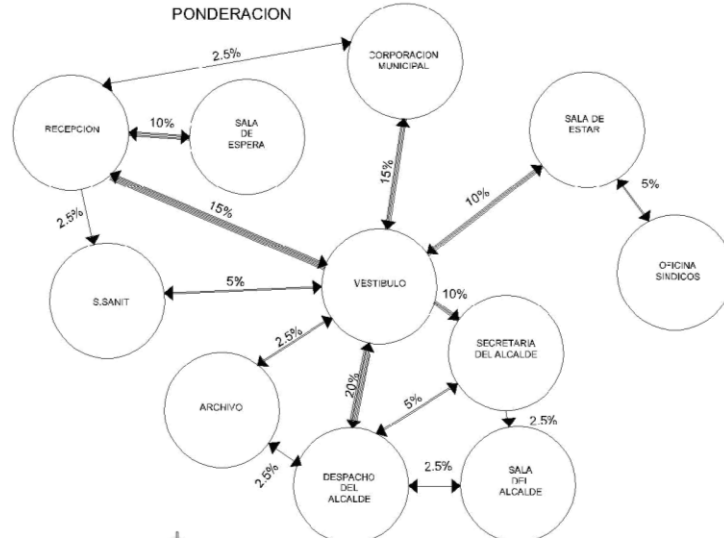 PONDERACION
2.5%
CORPORACION
MUNICIPAL
RECEPCION
10%
SALA
DE
ESPERA
SALA DE
ESTAR
15%
10%
5%
2.5%
15%
5%
S.SANIT
VESTIBULO
OFICINA
SINDICOS
10%
2.5%
SECRETARIA
DEL ALCALDE
20%
5%
ARCHIVO
2.5%
2.5%
DESPACHO
DEL
ALCALDE
2.5%
SALA
DEL
ALCALDE